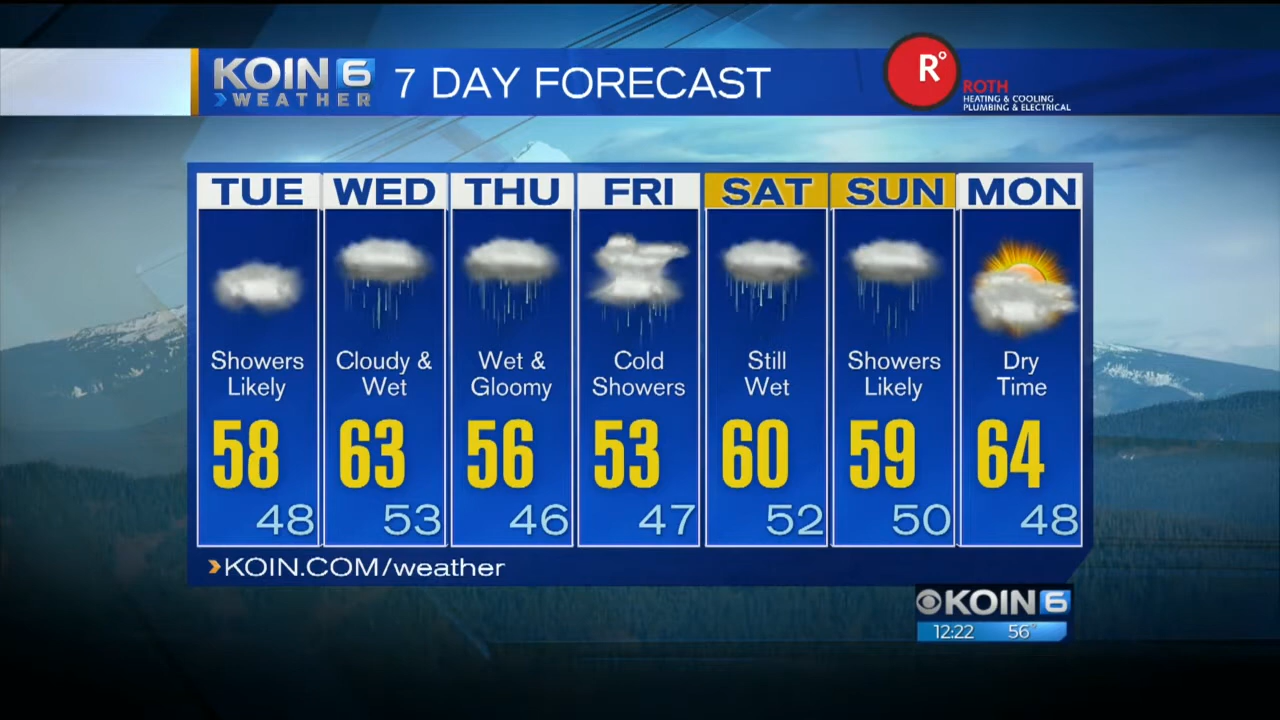 KOIN 6
WEATHER
7 DAY FORECAST
R°
ROTH
HEATING & COOLING
PLUMBING & ELECTRICAL
TUE WED THU FRI SAT SUN MON
Showers Likely
Cloudy & Wet
Wet & Gloomy
Cold Showers
Still Wet
Showers Likely
Dry Time
58 63 56 53 60 59 64
48 53 46 47 52 50 48
KOIN.COM/weather
KOIN 6
12:22 56°